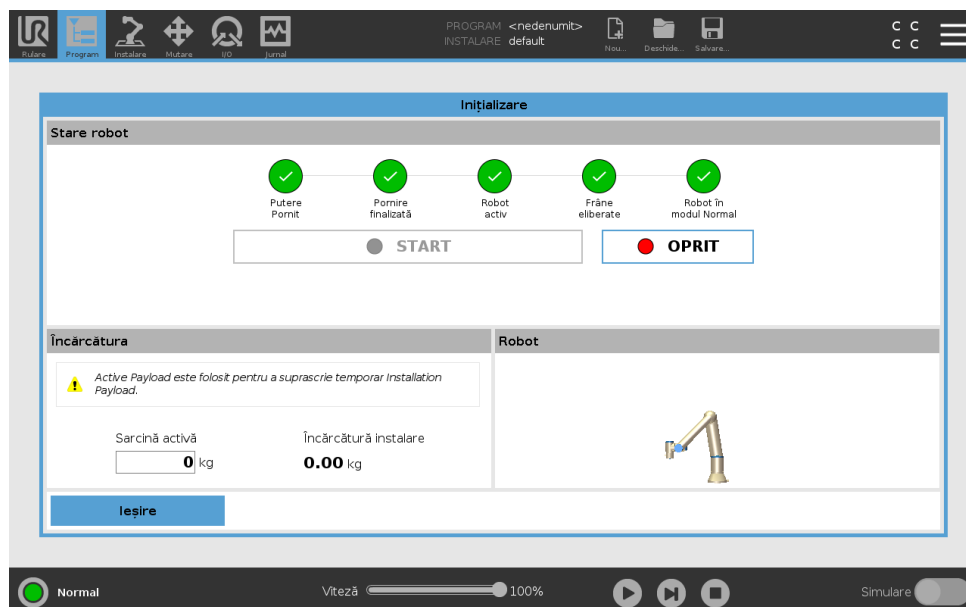 PROGRAM <nedenumit>
INSTALARE default
Rulare Program Instalare Mutare I/O Jurnal Nou... Deschide... Salvare...
C C
C C
Inițializare
Stare robot
Putere Pornit
Pornire finalizată
Robot activ
Frâne eliberate
Robot în modul Normal
START
OPRIT
Încărcătura
Robot
Active Payload este folosit pentru a suprascrie temporar Installation
Payload.
Sarcină activă
Încărcătură instalare
0 kg
0.00 kg
Ieșire
Normal
Viteză 100%
Simulare